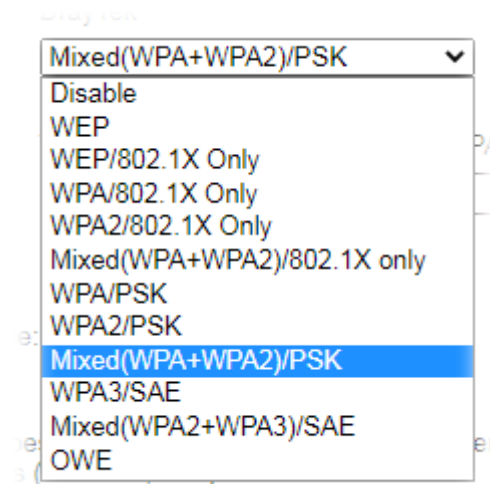 DrayTek
Mixed(WPA+WPA2)/PSK
Disable
WEP
WEP/802.1X Only
WPA/802.1X Only
WPA2/802.1X Only
Mixed(WPA+WPA2)/802.1X only
WPA/PSK
WPA2/PSK
Mixed(WPA+WPA2)/PSK
WPA3/SAE
Mixed(WPA2+WPA3)/SAE
OWE